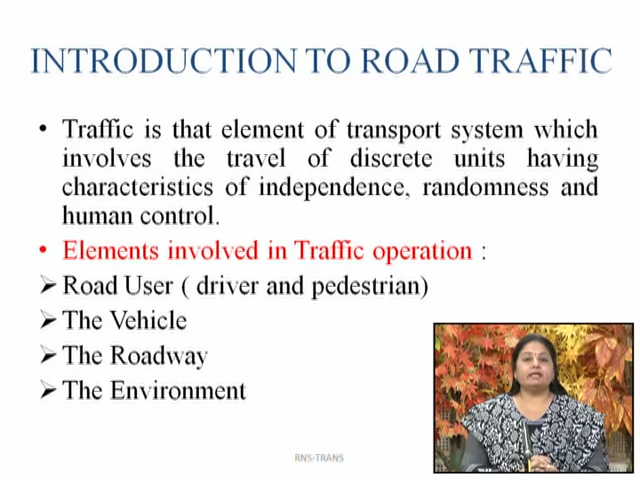 INTRODUCTION TO ROAD TRAFFIC
• Traffic is that element of transport system which
involves the travel of discrete units having
characteristics of independence, randomness and
human control.
• Elements involved in Traffic operation :
➤ Road User ( driver and pedestrian)
➤ The Vehicle
➤ The Roadway
➤ The Environment
RNS-TRANS